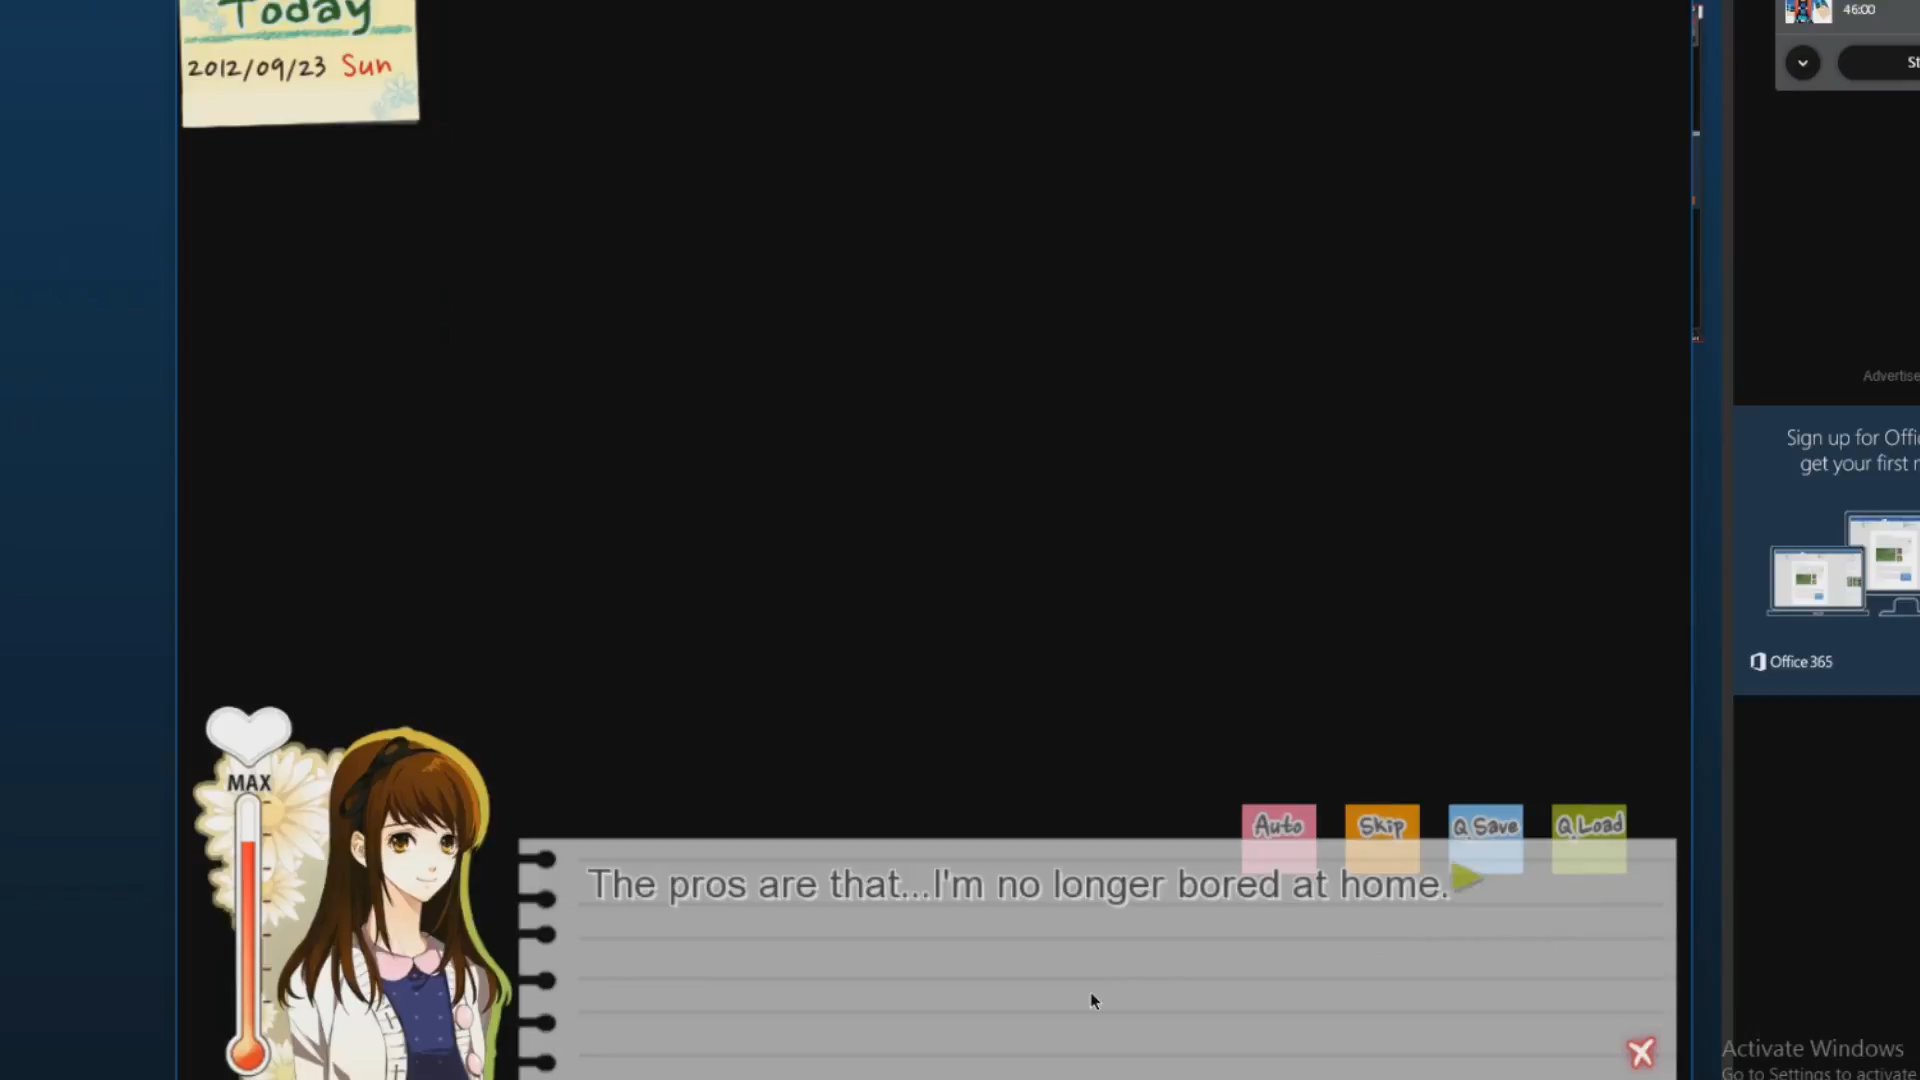 Today
2012/09/23 Sun
46:00
Advertise
Sign up for Offi
get your first
Office 365
MAX
Auto
Skip
Q Save
Q Load
The pros are that...I'm no longer bored at home.
Activate Windows
Go to Settings to activate